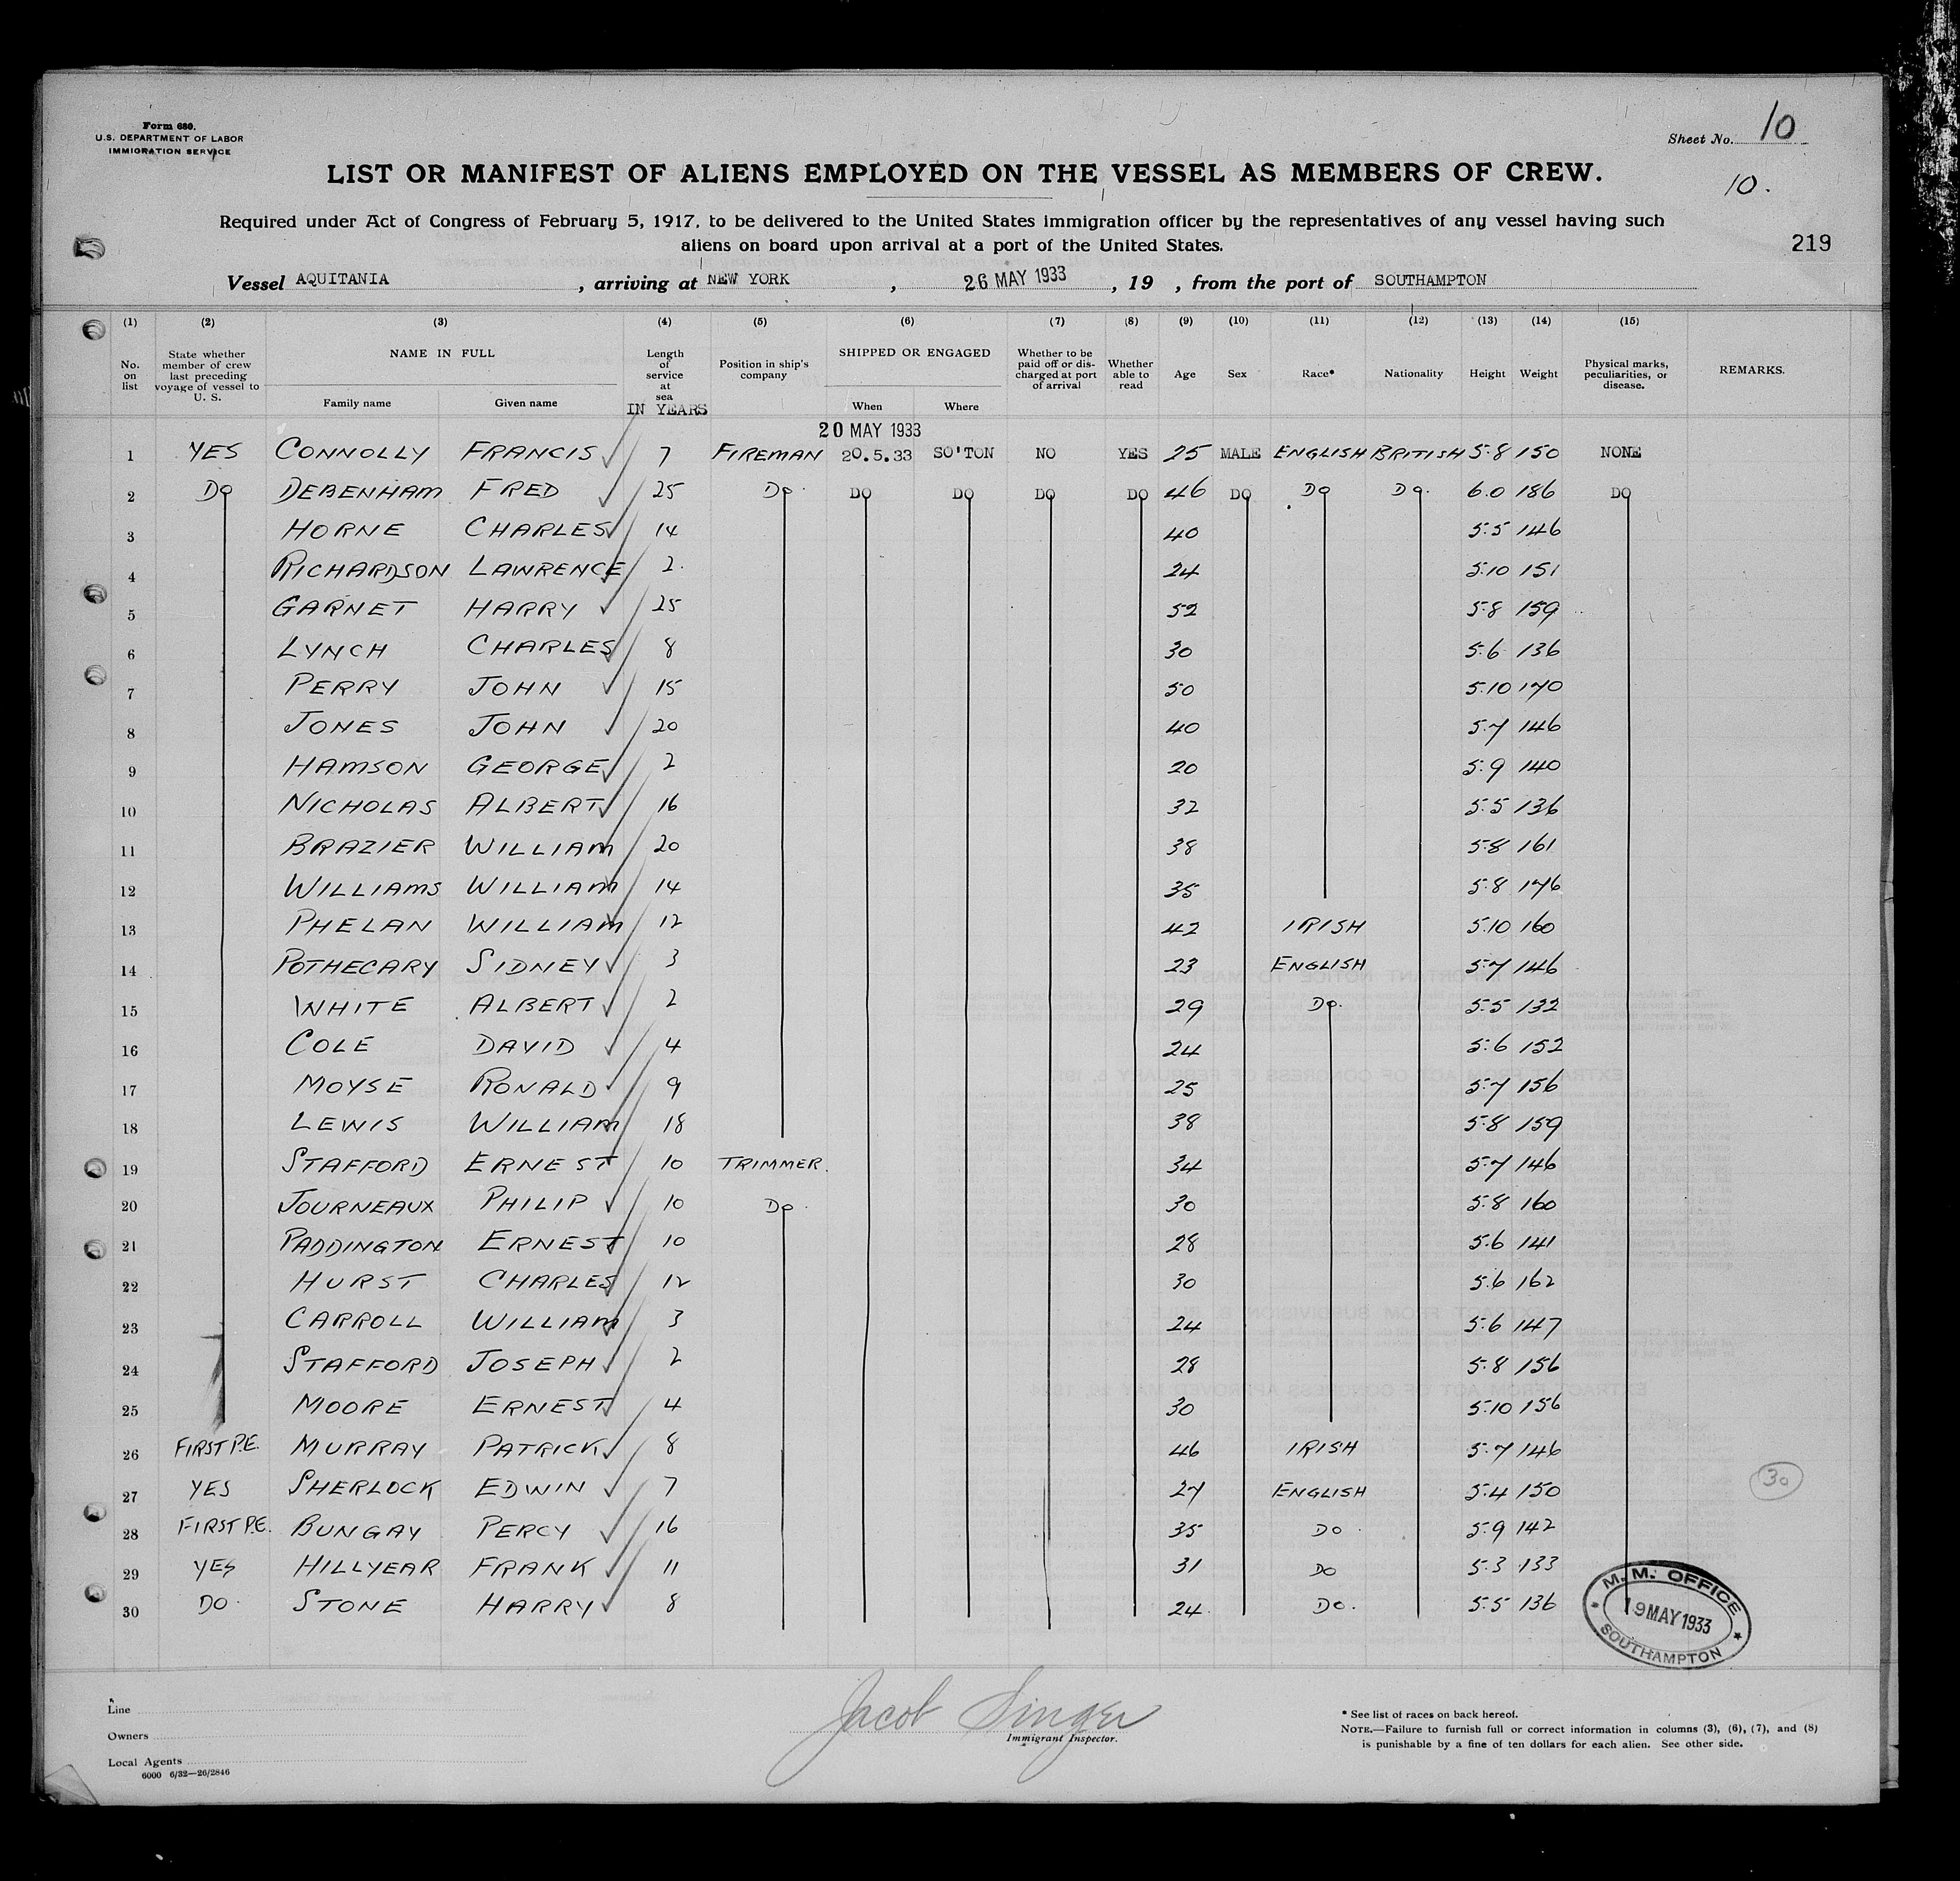 Form 680.
U.S. DEPARTMENT OF LABOR
IMMIGRATION SERVICE
Sheet No. 10
LIST OR MANIFEST OF ALIENS EMPLOYED ON THE VESSEL AS MEMBERS OF CREW.
10.
Required under Act of Congress of February 5, 1917, to be delivered to the United States immigration officer by the representatives of any vessel having such
aliens on board upon arrival at a port of the United States.
219
Vessel AQUITANIA , arriving at NEW YORK , 26 MAY 1933 , 19 , from the port of SOUTHAMPTON
(1) (2) (3) (4) (5) (6) (7) (8) (9) (10) (11) (12) (13) (14) (15)
No. on list State whether member of crew last preceding voyage of vessel to U. S. NAME IN FULL Family name Given name Length of service at sea IN YEARS Position in ship's company SHIPPED OR ENGAGED When Where Whether to be paid off or discharged at port of arrival Whether able to read Age Sex Race* Nationality Height Weight Physical marks, peculiarities, or disease. REMARKS.
20 MAY 1933
1 YES CONNOLLY FRANCIS 7 FIREMAN 20.5.33 SO'TON NO YES 25 MALE ENGLISH BRITISH 5.8 150 NONE
2 DO DEBENHAM FRED 25 DO. DO DO DO DO 46 DO DO DO. 6.0 186 DO
3 HORNE CHARLES 14 40 5.5 146
4 RICHARDSON LAWRENCE 2. 24 5.10 151
5 GARNET HARRY 25 52 5.8 159
6 LYNCH CHARLES 8 30 5.6 136
7 PERRY JOHN 15 50 5.10 170
8 JONES JOHN 20 40 5.7 146
9 HAMSON GEORGE 2 20 5.9 140
10 NICHOLAS ALBERT 16 32 5.5 136
11 BRAZIER WILLIAM 20 38 5.8 161
12 WILLIAMS WILLIAM 14 35 5.8 176
13 PHELAN WILLIAM 12 42 IRISH 5.10 160
14 POTHECARY SIDNEY 3 23 ENGLISH 5.7 146
15 WHITE ALBERT 2 29 DO. 5.5 132
16 COLE DAVID 4 24 5.6 152
17 MOYSE RONALD 9 25 5.7 156
18 LEWIS WILLIAM 18 38 5.8 159
19 STAFFORD ERNEST 10 TRIMMER. 34 5.7 146
20 JOURNEAUX PHILIP 10 DO. 30 5.8 160
21 PADDINGTON ERNEST 10 28 5.6 141
22 HURST CHARLES 12 30 5.6 162
23 CARROLL WILLIAM 3 24 5.6 147
24 STAFFORD JOSEPH 2 28 5.8 156
25 MOORE ERNEST 4 30 5.10 156
26 FIRST P.E. MURRAY PATRICK 8 46 IRISH 5.7 146
27 YES SHERLOCK EDWIN 7 27 ENGLISH 5.4 150
30
28 FIRST P.E. BUNGAY PERCY 16 35 DO. 5.9 142
29 YES HILLYEAR FRANK 11 31 DO 5.3 133
30 DO. STONE HARRY 8 24. DO. 5.5 136
M. M. OFFICE
19 MAY 1933
SOUTHAMPTON
Jacob Singer
Immigrant Inspector.
Line
Owners
Local Agents
6000 6/32—26/2846
* See list of races on back hereof.
NOTE.—Failure to furnish full or correct information in columns (3), (6), (7), and (8)
is punishable by a fine of ten dollars for each alien. See other side.